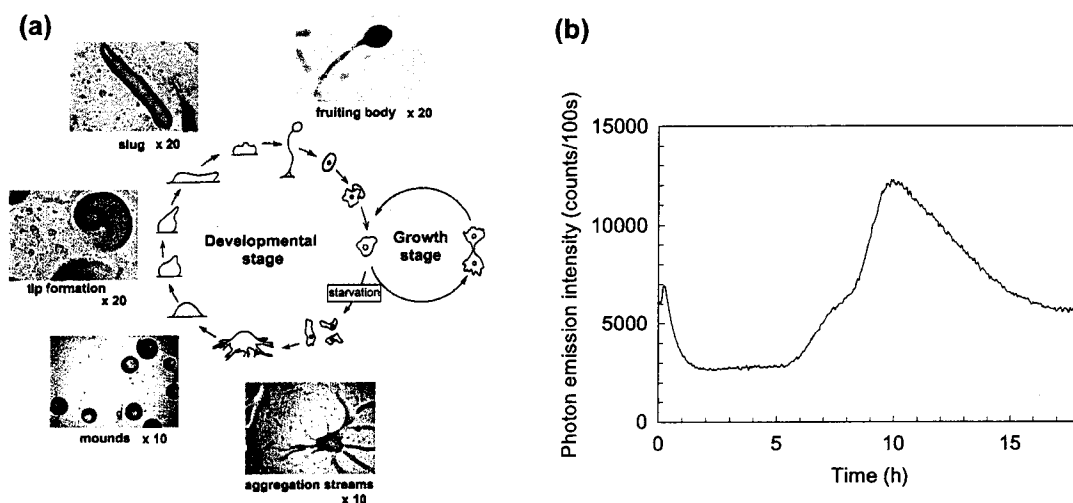 (a)
slug x 20
fruiting body x 20
tip formation
x 20
Developmental
stage
Growth
stage
starvation
mounds x 10
aggregation streams
x 10
(b)
Photon emission intensity (counts/100s)
15000
10000
5000
0
0 5 10 15
Time (h)